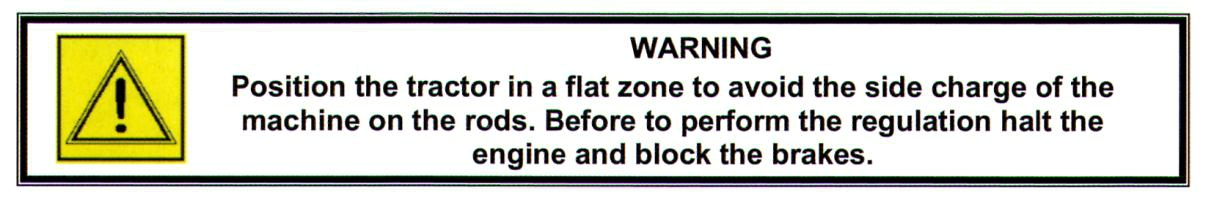 WARNING
Position the tractor in a flat zone to avoid the side charge of the
machine on the rods. Before to perform the regulation halt the
engine and block the brakes.